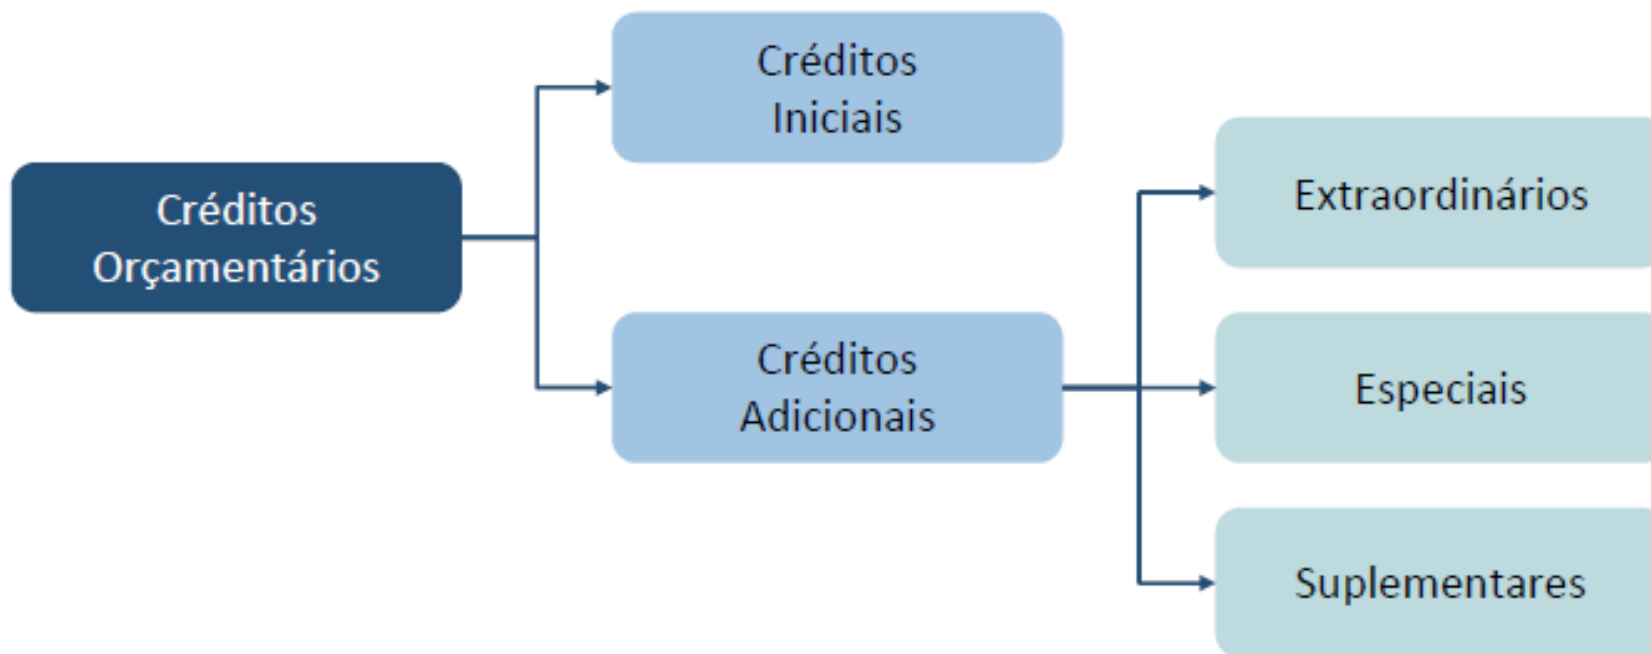 Créditos
Orçamentários
Créditos
Iniciais
Créditos
Adicionais
Extraordinários
Especiais
Suplementares